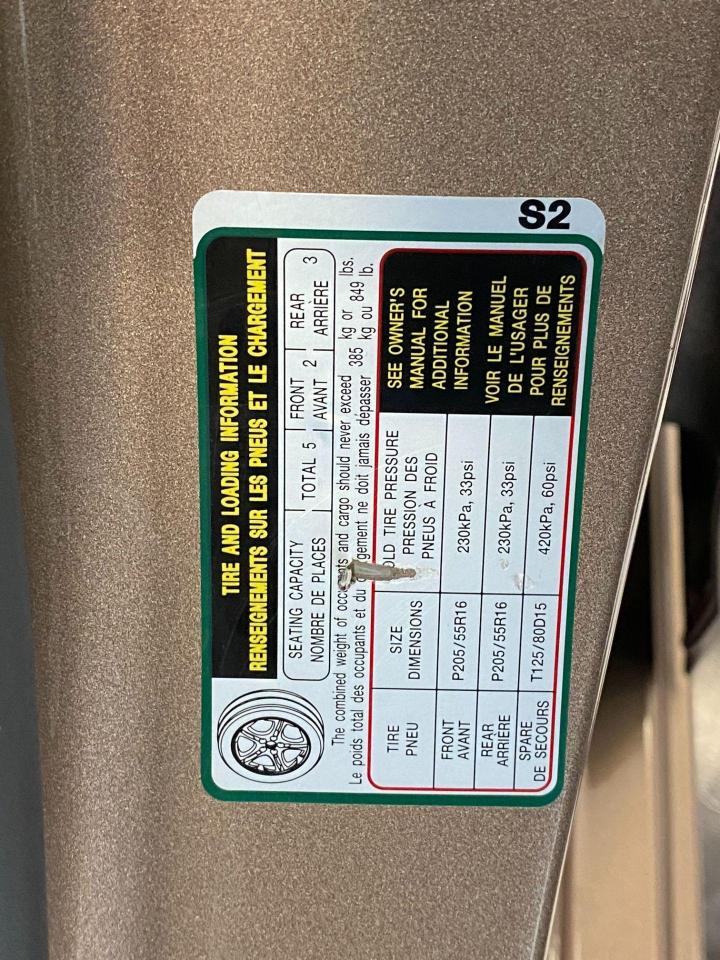 TIRE AND LOADING INFORMATION
RENSEIGNEMENTS SUR LES PNEUS ET LE CHARGEMENT
SEATING CAPACITY
NOMBRE DE PLACES
TOTAL 5
FRONT
AVANT 2
REAR
ARRIÈRE 3
The combined weight of and cargo should never exceed 385 kg or lbs.
Le poids total des occupants et du ne doit jamais dépasser kg ou 849 lb.
TIRE
PNEU
SIZE
DIMENSIONS
TIRE PRESSURE
PRESSION DES
PNEUS À FROID
SEE OWNER'S
MANUAL FOR
ADDITIONAL
INFORMATION
VOIR LE MANUEL
DE L'USAGER
POUR PLUS DE
RENSEIGNEMENTS
FRONT
AVANT
P205/55R16
230kPa, 33psi
REAR
ARRIÈRE
P205/55R16
230kPa, 33psi
SPARE
DE SECOURS
T125/80D15
420kPa, 60psi
S2